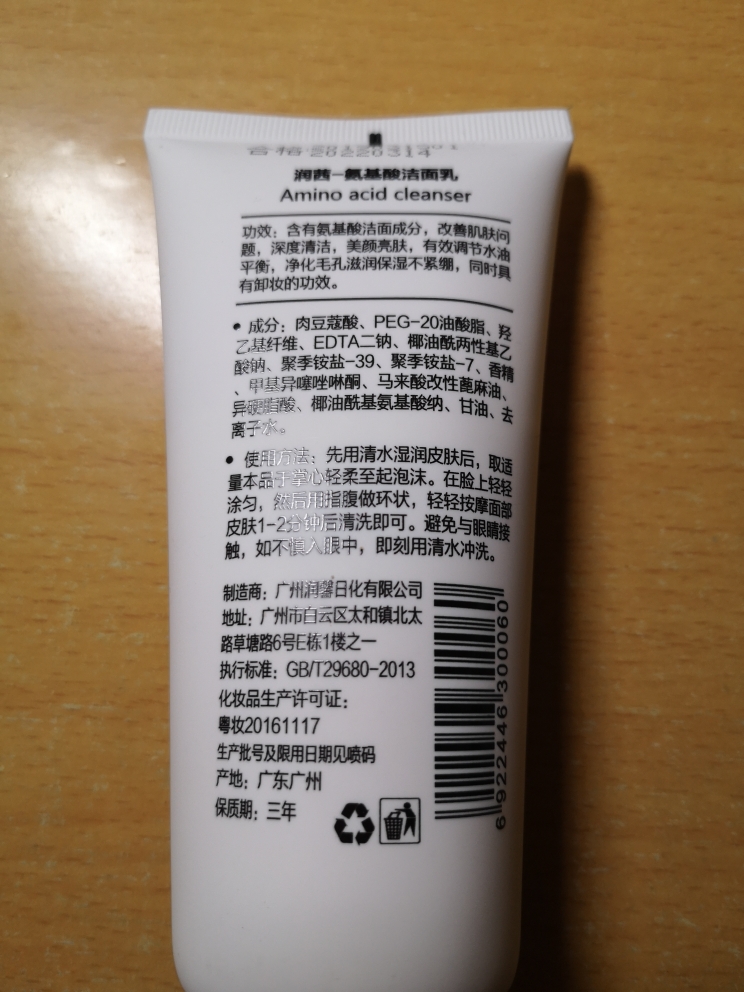 合格
20220314
润茜-氨基酸洁面乳
Amino acid cleanser
功效：含有氨基酸洁面成分，改善肌肤问
题，深度清洁，美颜亮肤，有效调节水油
平衡，净化毛孔滋润保湿不紧绷，同时具
有卸妆的功效。
• 成分：肉豆蔻酸、PEG-20油酸脂、羟
乙基纤维、EDTA二钠、椰油酰两性基乙
酸钠、聚季铵盐-39、聚季铵盐-7、香精
、甲基异噻唑啉酮、马来酸改性蓖麻油、
异硬脂酸、椰油酰基氨基酸纳、甘油、去
离子水。
• 使用方法：先用清水湿润皮肤后，取适
量本品于掌心轻柔至起泡沫。在脸上轻轻
涂匀，然后用指腹做环状，轻轻按摩面部
皮肤1-2分钟后清洗即可。避免与眼睛接
触，如不慎入眼中，即刻用清水冲洗。
制造商：广州润馨日化有限公司
地址：广州市白云区太和镇北太
路草塘路6号E栋1楼之一
执行标准：GB/T29680-2013
化妆品生产许可证：
粤妆20161117
生产批号及限用日期见喷码
产地：广东广州
保质期：三年
6922446300060